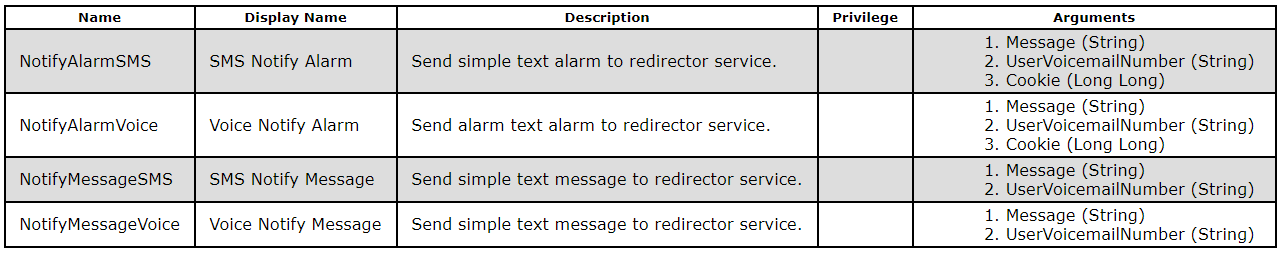 Name Display Name Description Privilege Arguments
NotifyAlarmSMS SMS Notify Alarm Send simple text alarm to redirector service. 1. Message (String)
2. UserVoicemailNumber (String)
3. Cookie (Long Long)
NotifyAlarmVoice Voice Notify Alarm Send alarm text alarm to redirector service. 1. Message (String)
2. UserVoicemailNumber (String)
3. Cookie (Long Long)
NotifyMessageSMS SMS Notify Message Send simple text message to redirector service. 1. Message (String)
2. UserVoicemailNumber (String)
NotifyMessageVoice Voice Notify Message Send simple text message to redirector service. 1. Message (String)
2. UserVoicemailNumber (String)